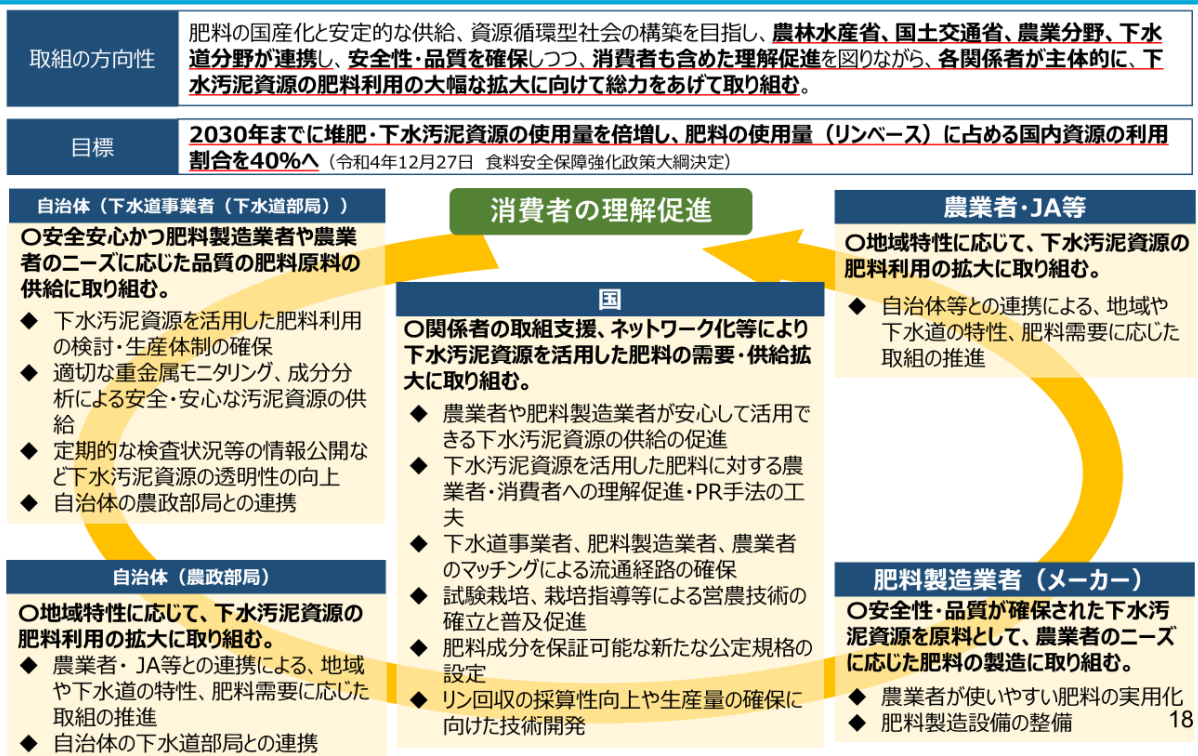 取組の方向性
肥料の国産化と安定的な供給、資源循環型社会の構築を目指し、農林水産省、国土交通省、農業分野、下水
道分野が連携し、安全性・品質を確保しつつ、消費者も含めた理解促進を図りながら、各関係者が主体的に、下
水汚泥資源の肥料利用の大幅な拡大に向けて総力をあげて取り組む。
目標
2030年までに堆肥・下水汚泥資源の使用量を倍増し、肥料の使用量（リンベース）に占める国内資源の利用
割合を40%へ（令和4年12月27日 食料安全保障強化政策大綱決定）
自治体（下水道事業者（下水道部局））
〇安全安心かつ肥料製造業者や農業
者のニーズに応じた品質の肥料原料の
供給に取り組む。
◆ 下水汚泥資源を活用した肥料利用
の検討・生産体制の確保
◆ 適切な重金属モニタリング、成分分
析による安全・安心な汚泥資源の供
給
◆ 定期的な検査状況等の情報公開な
ど下水汚泥資源の透明性の向上
◆ 自治体の農政部局との連携
自治体（農政部局）
〇地域特性に応じて、下水汚泥資源の
肥料利用の拡大に取り組む。
◆ 農業者・ JA等との連携による、地域
や下水道の特性、肥料需要に応じた
取組の推進
◆ 自治体の下水道部局との連携
消費者の理解促進
国
〇関係者の取組支援、ネットワーク化等により
下水汚泥資源を活用した肥料の需要・供給拡
大に取り組む。
◆ 農業者や肥料製造業者が安心して活用で
きる下水汚泥資源の供給の促進
◆ 下水汚泥資源を活用した肥料に対する農
業者・消費者への理解促進・PR手法の工
夫
◆ 下水道事業者、肥料製造業者、農業者
のマッチングによる流通経路の確保
◆ 試験栽培、栽培指導等による営農技術の
確立と普及促進
◆ 肥料成分を保証可能な新たな公定規格の
設定
◆ リン回収の採算性向上や生産量の確保に
向けた技術開発
農業者・JA等
〇地域特性に応じて、下水汚泥資源の
肥料利用の拡大に取り組む。
◆ 自治体等との連携による、地域や
下水道の特性、肥料需要に応じた
取組の推進
肥料製造業者（メーカー）
〇安全性・品質が確保された下水汚
泥資源を原料として、農業者のニーズ
に応じた肥料の製造に取り組む。
◆ 農業者が使いやすい肥料の実用化
◆ 肥料製造設備の整備
18